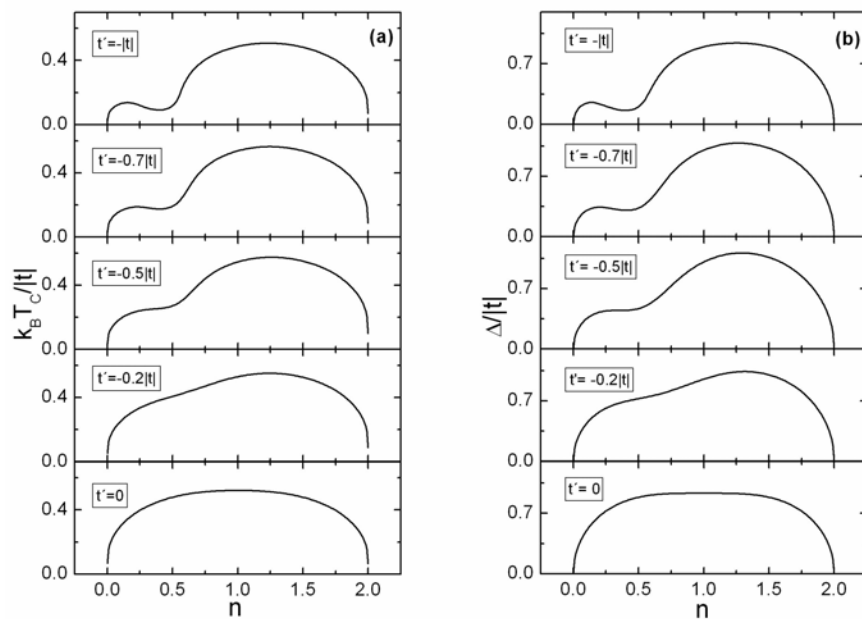 (a)
t´=-|t|
0.4
0.0
t´=-0.7|t|
0.4
0.0
t´=-0.5|t|
0.4
0.0
t´=-0.2|t|
0.4
0.0
t´=0
0.4
0.0
0.0 0.5 1.0 1.5 2.0
n
k_B T_C/|t|
(b)
t´= -|t|
0.7
0.0
t´= -0.7|t|
0.7
0.0
t´= -0.5|t|
0.7
0.0
t'= -0.2|t|
0.7
0.0
t´= 0
0.7
0.0
0.0 0.5 1.0 1.5 2.0
n
Δ/|t|